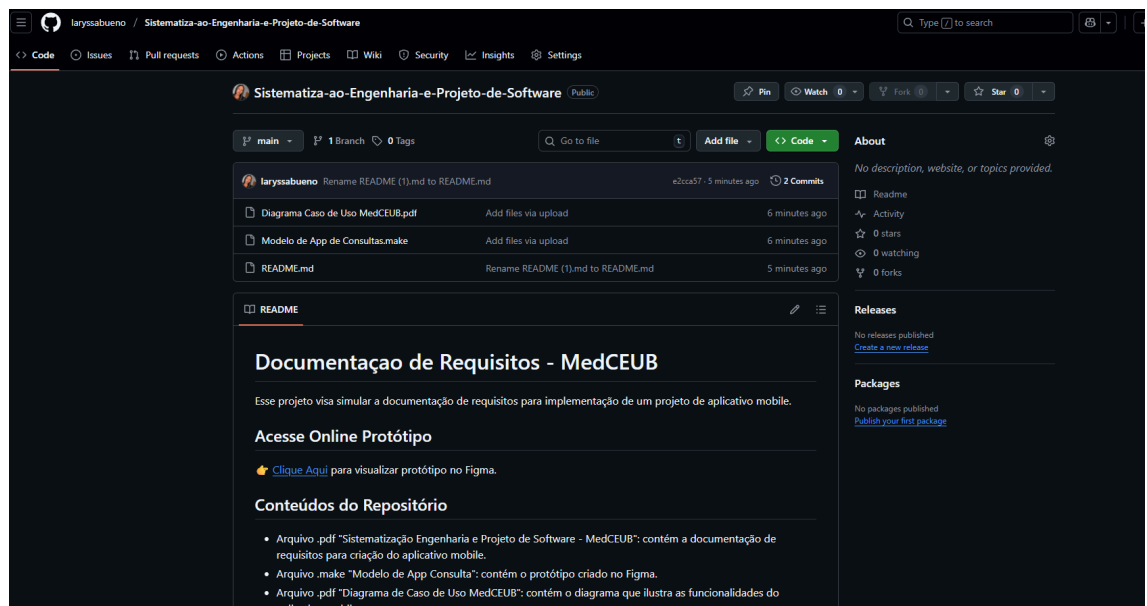 laryssabueno / Sistematiza-ao-Engenharia-e-Projeto-de-Software
Type / to search
Code Issues Pull requests Actions Projects Wiki Security Insights Settings
Sistematiza-ao-Engenharia-e-Projeto-de-Software Public
Pin Watch 0 Fork 0 Star 0
main 1 Branch 0 Tags Go to file t Add file Code
laryssabueno Rename README (1).md to README.md e2cca57 · 5 minutes ago 2 Commits
Diagrama Caso de Uso MedCEUB.pdf Add files via upload 6 minutes ago
Modelo de App de Consultas.make Add files via upload 6 minutes ago
README.md Rename README (1).md to README.md 5 minutes ago
README
Documentaçao de Requisitos - MedCEUB
Esse projeto visa simular a documentação de requisitos para implementação de um projeto de aplicativo mobile.
Acesse Online Protótipo
👉 Clique Aqui para visualizar protótipo no Figma.
Conteúdos do Repositório
• Arquivo .pdf "Sistematização Engenharia e Projeto de Software - MedCEUB": contém a documentação de
requisitos para criação do aplicativo mobile.
• Arquivo .make "Modelo de App Consulta": contém o protótipo criado no Figma.
• Arquivo .pdf "Diagrama de Caso de Uso MedCEUB": contém o diagrama que ilustra as funcionalidades do
About
No description, website, or topics provided.
Readme
Activity
0 stars
0 watching
0 forks
Releases
No releases published
Create a new release
Packages
No packages published
Publish your first package